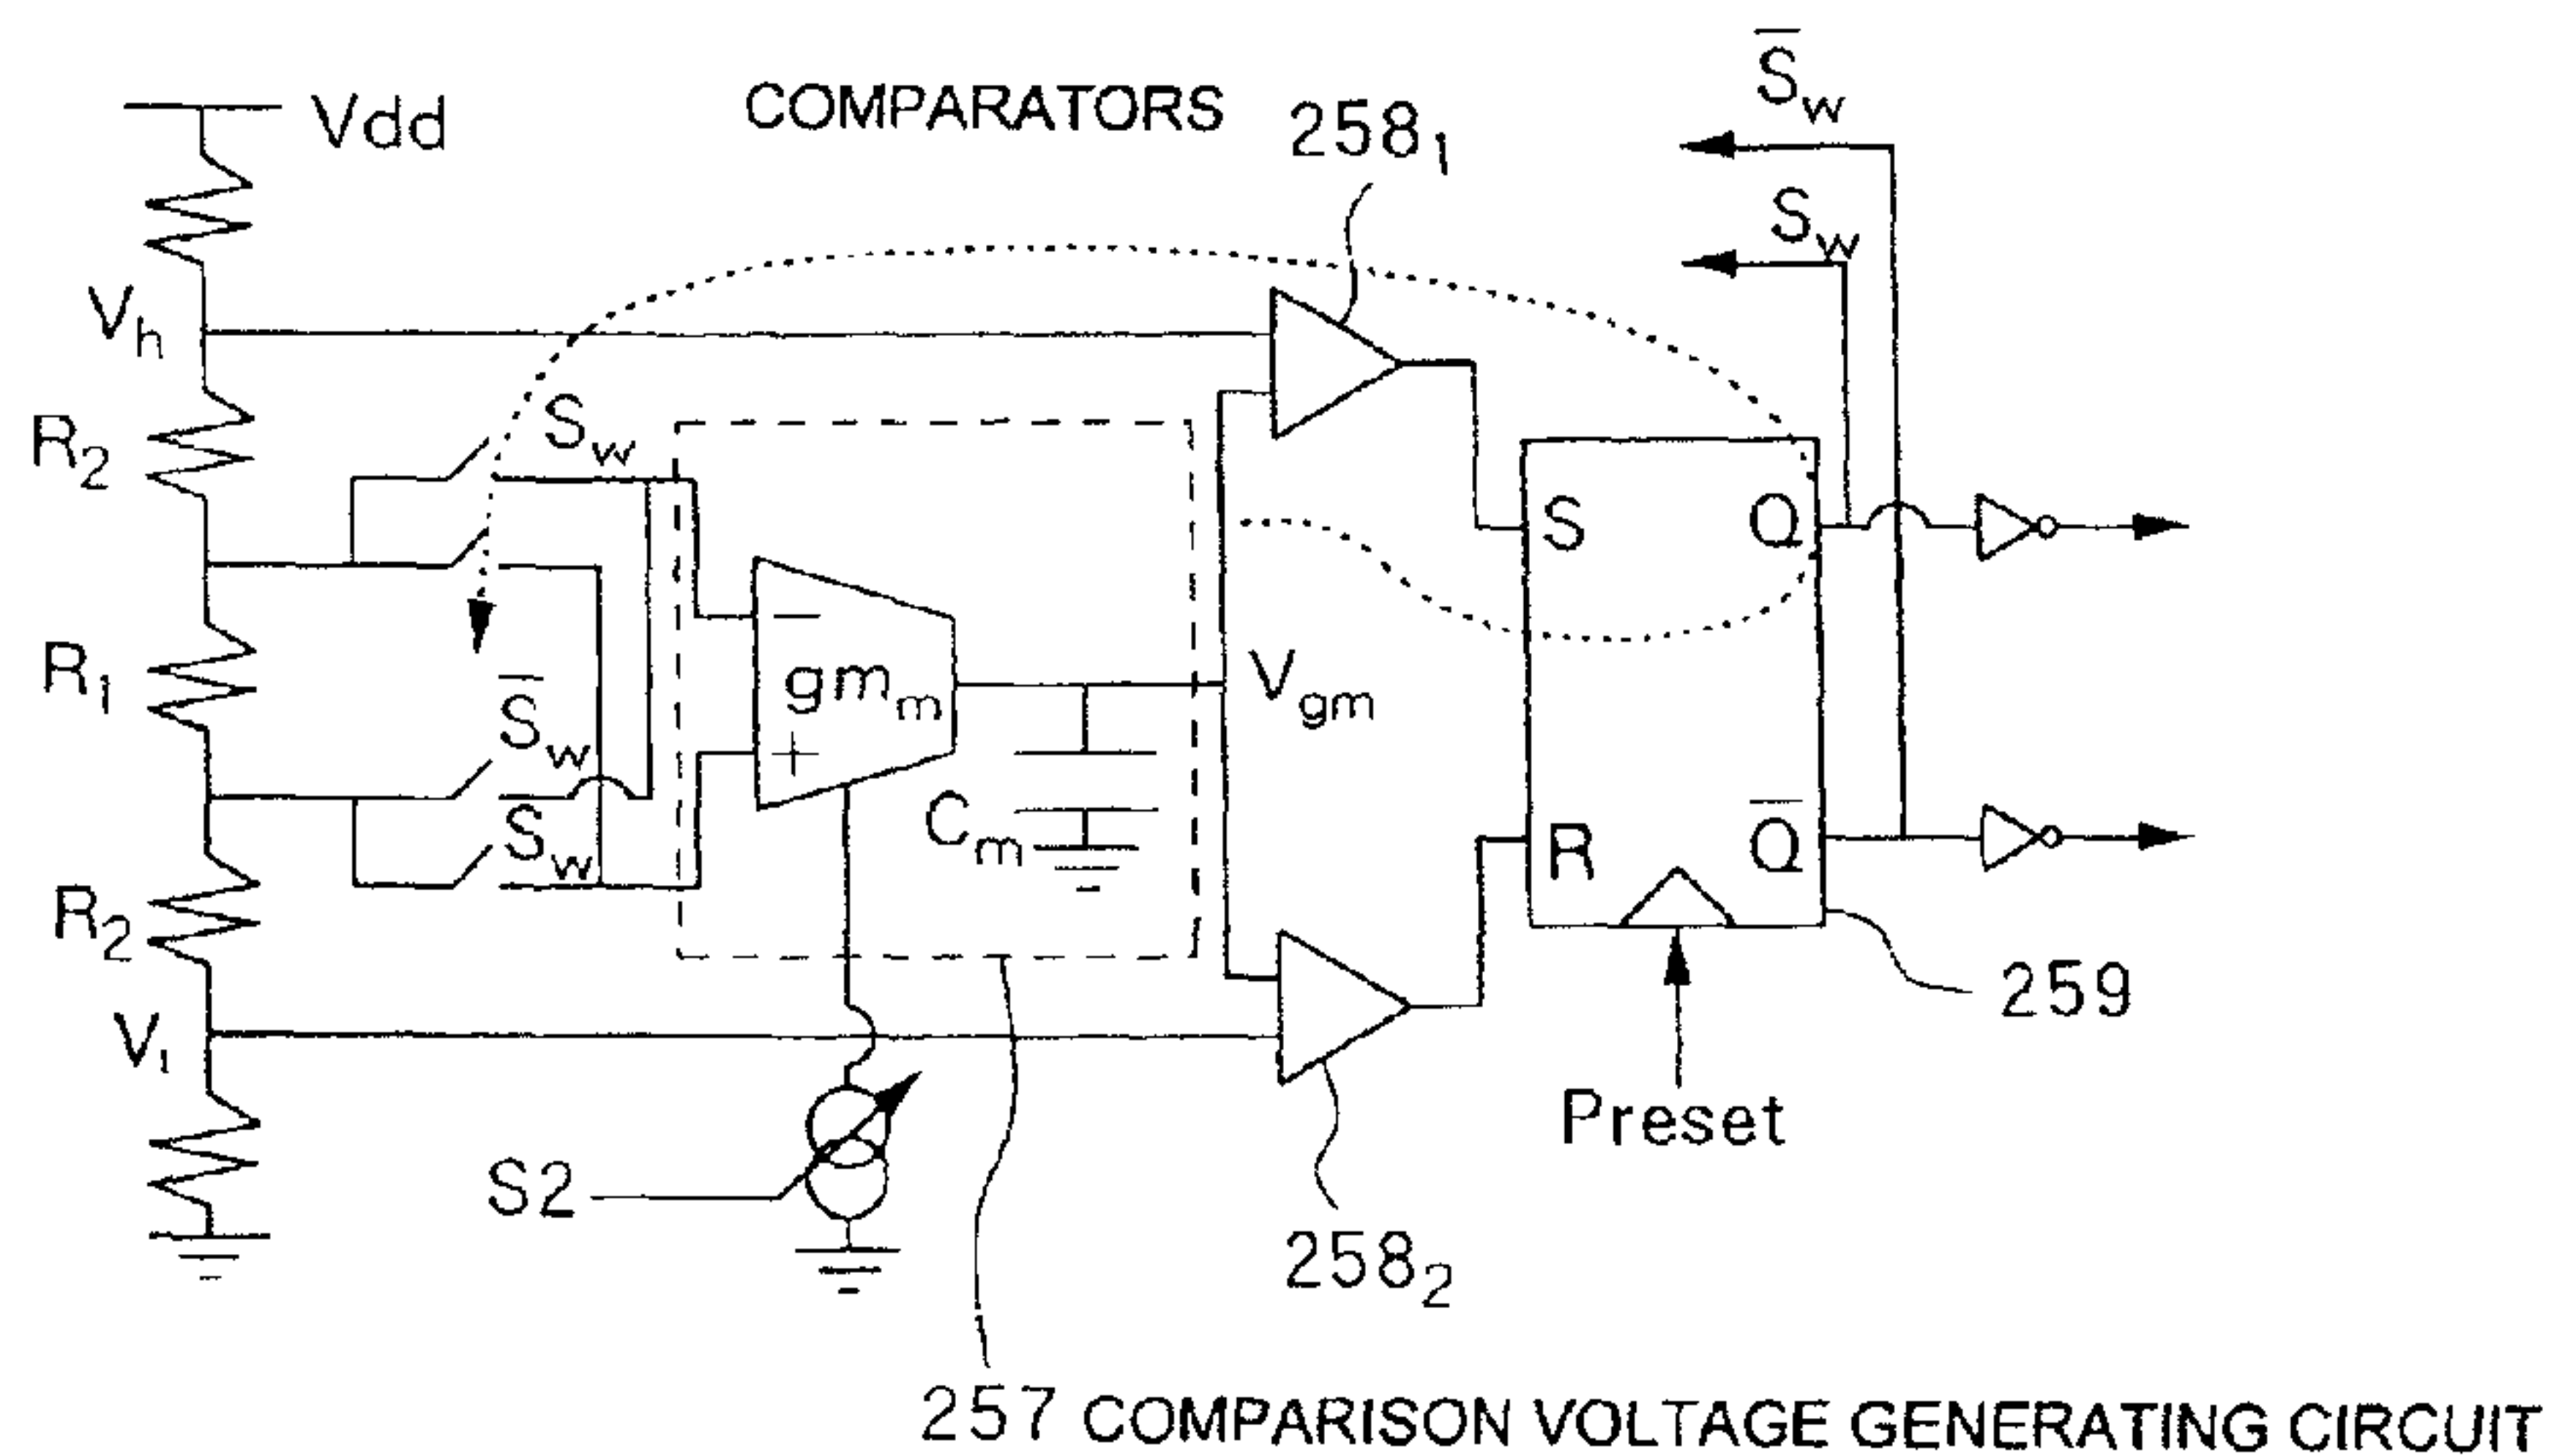 Vdd
COMPARATORS
258₁
S̅w
Sw
Vh
R₂
Sw
S
Q
R₁
gmm
−
+
Vgm
S̅w
Cm
Sw
R
Q̅
R₂
259
Vl
Preset
S2
258₂
257 COMPARISON VOLTAGE GENERATING CIRCUIT